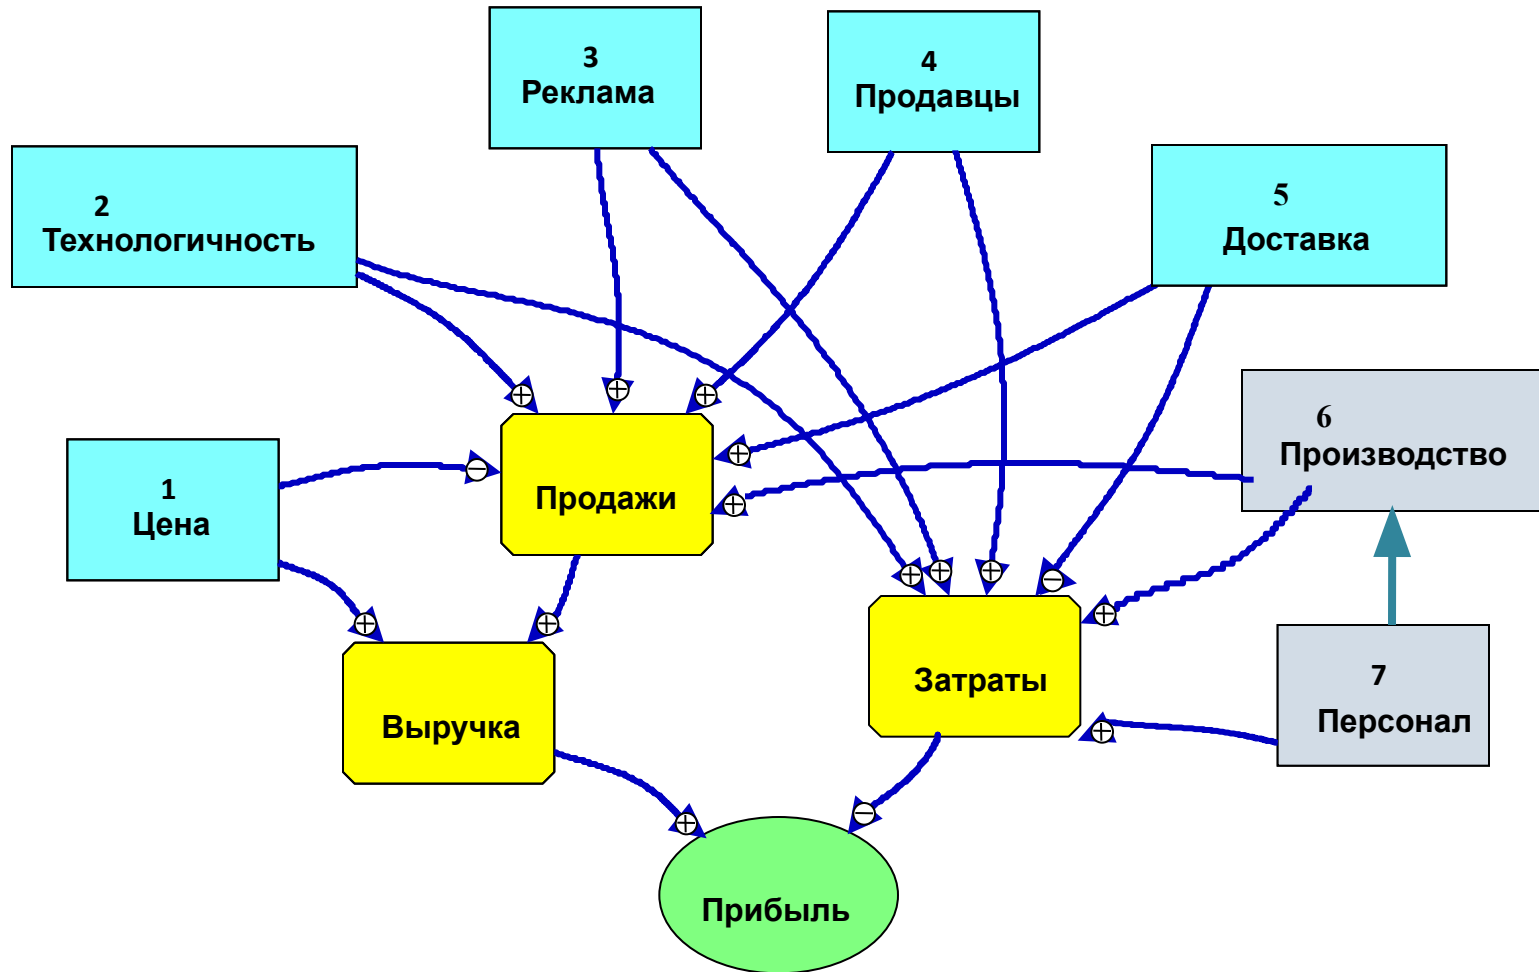 3
Реклама
4
Продавцы
2
Технологичность
5
Доставка
6
Производство
1
Цена
Продажи
7
Персонал
Затраты
Выручка
Прибыль